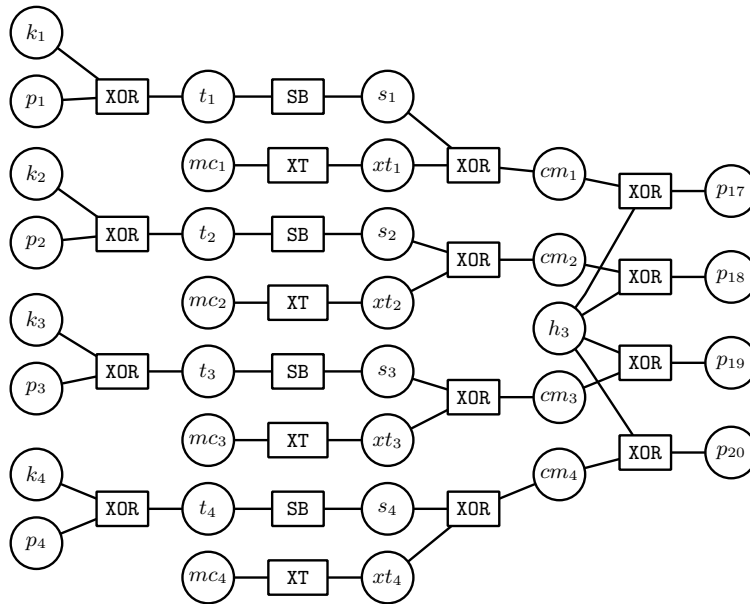 k₁
p₁ XOR t₁ SB s₁
mc₁ XT xt₁ XOR cm₁ XOR p₁₇
k₂
p₂ XOR t₂ SB s₂ XOR cm₂ XOR p₁₈
mc₂ XT xt₂
h₃
k₃
p₃ XOR t₃ SB s₃ XOR cm₃ XOR p₁₉
mc₃ XT xt₃
k₄
p₄ XOR t₄ SB s₄ XOR cm₄ XOR p₂₀
mc₄ XT xt₄